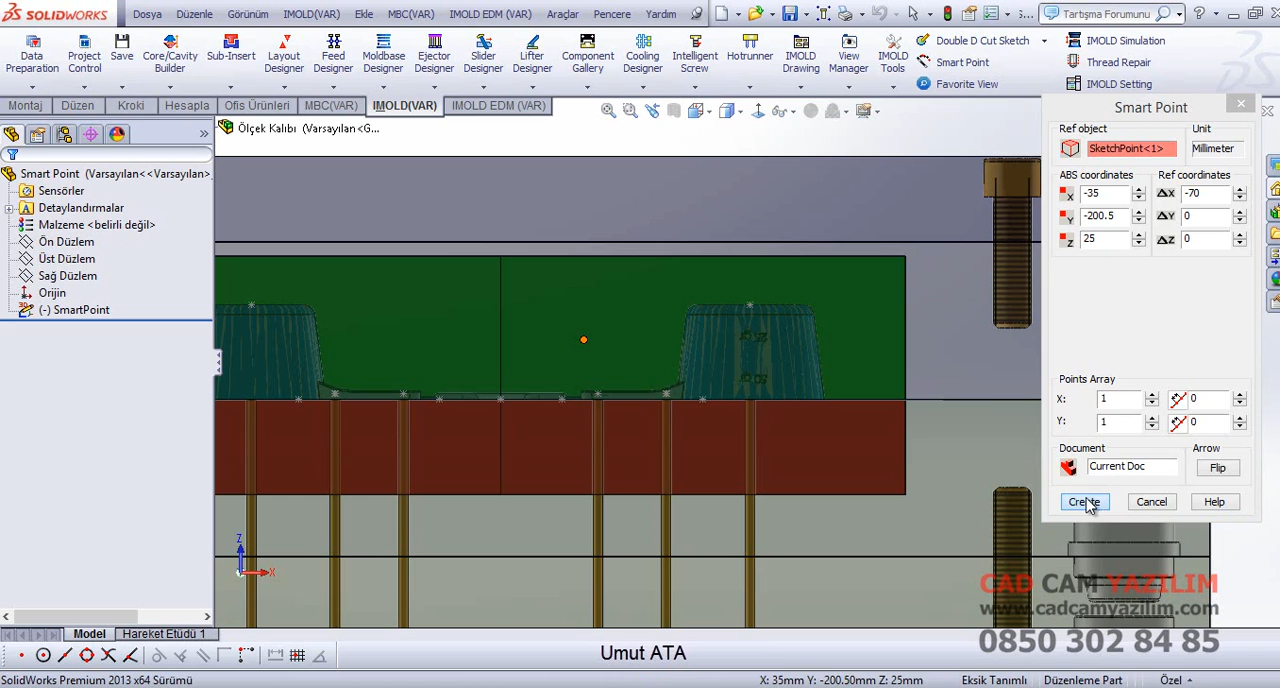 SOLIDWORKS Dosya Düzenle Görünüm IMOLD(VAR) Ekle MBC(VAR) IMOLD EDM (VAR) Araçlar Pencere Yardım S... Tartışma Forumunu
Data Preparation Project Control Save Core/Cavity Builder Sub-Insert Layout Designer Feed Designer Moldbase Designer Ejector Designer Slider Designer Lifter Designer Component Gallery Cooling Designer Intelligent Screw Hotrunner IMOLD Drawing View Manager IMOLD Tools
Double D Cut Sketch IMOLD Simulation
Smart Point Thread Repair
Favorite View IMOLD Setting
Montaj Düzen Kroki Hesapla Ofis Ürünleri MBC(VAR) IMOLD(VAR) IMOLD EDM (VAR)
Ölçek Kalıbı (Varsayılan<G...
Smart Point (Varsayılan<<Varsayılan>
Sensörler
Detaylandırmalar
Malzeme <belirli değil>
Ön Düzlem
Üst Düzlem
Sağ Düzlem
Orijin
(-) SmartPoint
Z
X
Smart Point
Ref object Unit
SketchPoint<1> Millimeter
ABS coordinates Ref coordinates
X -35 ΔX -70
Y -200.5 ΔY 0
Z 25 ΔZ 0
Points Array
X: 1 0
Y: 1 0
Document Arrow
Current Doc Flip
Create Cancel Help
CAD CAM YAZILIM
www.cadcamyazilim.com
0850 302 84 85
Model Hareket Etüdü 1
Umut ATA
SolidWorks Premium 2013 x64 Sürümü X: 35mm Y: -200.50mm Z: 25mm Eksik Tanımlı Düzenleme Part Özel